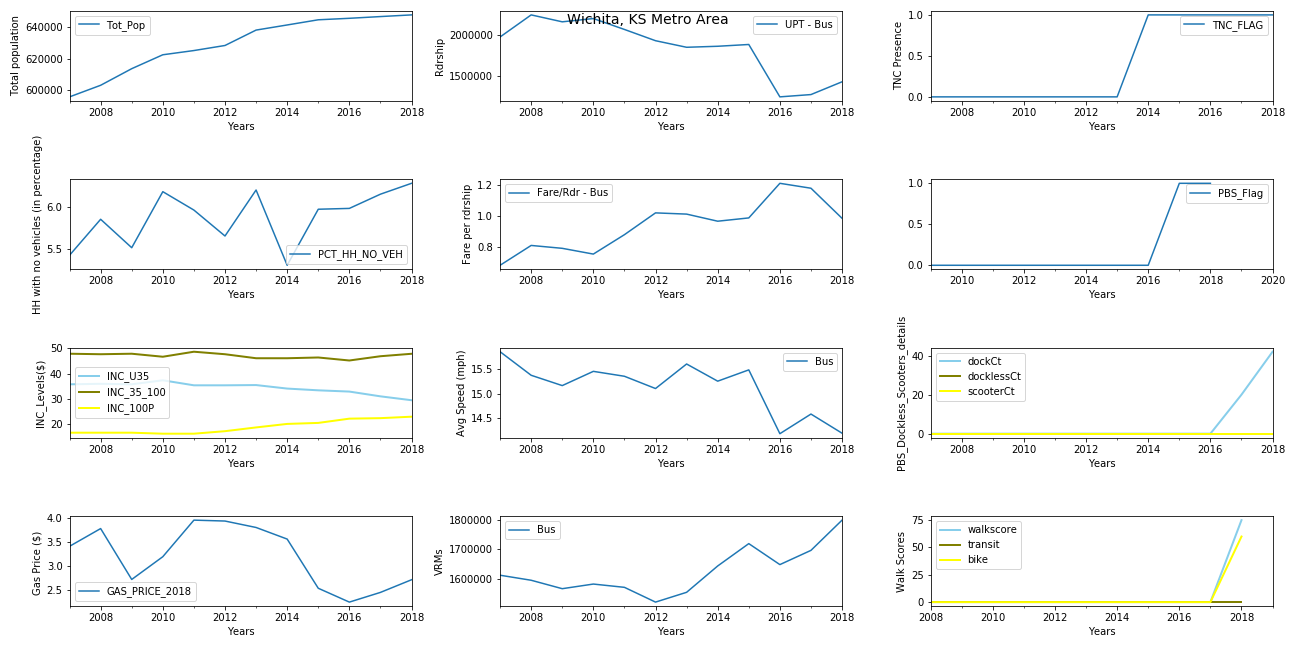 Wichita, KS Metro Area
Total population
640000
620000
600000
Tot_Pop
2008 2010 2012 2014 2016 2018
Years
Rdrship
2000000
1500000
UPT - Bus
2008 2010 2012 2014 2016 2018
Years
TNC Presence
1.0
0.5
0.0
TNC_FLAG
2008 2010 2012 2014 2016 2018
Years
HH with no vehicles (in percentage)
6.0
5.5
PCT_HH_NO_VEH
2008 2010 2012 2014 2016 2018
Years
Fare per rdrship
1.2
1.0
0.8
Fare/Rdr - Bus
2008 2010 2012 2014 2016 2018
Years
1.0
0.5
0.0
PBS_Flag
2010 2012 2014 2016 2018 2020
Years
INC_Levels($)
50
40
30
20
INC_U35
INC_35_100
INC_100P
2008 2010 2012 2014 2016 2018
Years
Avg Speed (mph)
15.5
15.0
14.5
Bus
2008 2010 2012 2014 2016 2018
Years
PBS_Dockless_Scooters_details
40
20
0
dockCt
docklessCt
scooterCt
2008 2010 2012 2014 2016 2018
Years
Gas Price ($)
4.0
3.5
3.0
2.5
GAS_PRICE_2018
2008 2010 2012 2014 2016 2018
Years
VRMs
1800000
1700000
1600000
Bus
2008 2010 2012 2014 2016 2018
Years
Walk Scores
75
50
25
0
walkscore
transit
bike
2008 2010 2012 2014 2016 2018
Years